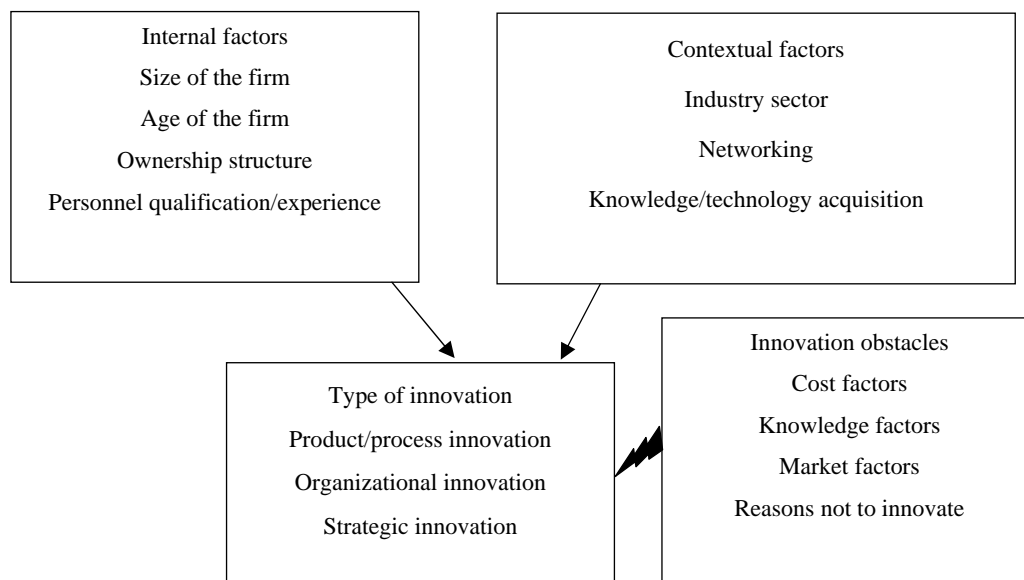 Internal factors
Size of the firm
Age of the firm
Ownership structure
Personnel qualification/experience
Contextual factors
Industry sector
Networking
Knowledge/technology acquisition
Type of innovation
Product/process innovation
Organizational innovation
Strategic innovation
Innovation obstacles
Cost factors
Knowledge factors
Market factors
Reasons not to innovate